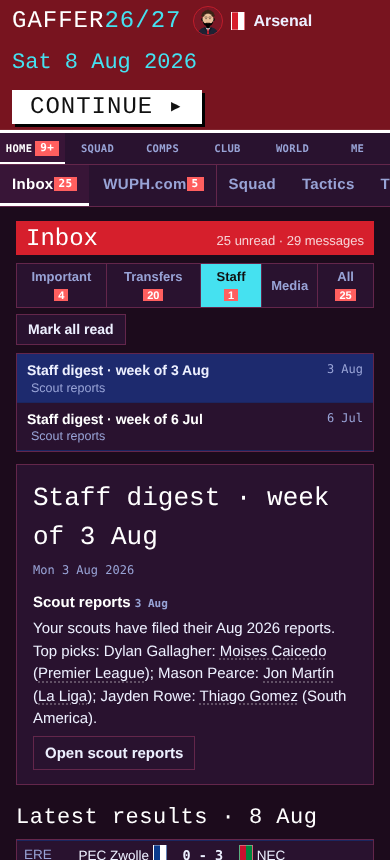 GAFFER26/27 Arsenal
Sat 8 Aug 2026
CONTINUE ▸
HOME 9+ SQUAD COMPS CLUB WORLD ME
Inbox 25 WUPH.com 5 Squad Tactics T
Inbox 25 unread · 29 messages
Important 4 Transfers 20 Staff 1 Media All 25
Mark all read
Staff digest · week of 3 Aug 3 Aug
Scout reports
Staff digest · week of 6 Jul 6 Jul
Scout reports
Staff digest · week
of 3 Aug
Mon 3 Aug 2026
Scout reports 3 Aug
Your scouts have filed their Aug 2026 reports.
Top picks: Dylan Gallagher: Moises Caicedo
(Premier League); Mason Pearce: Jon Martín
(La Liga); Jayden Rowe: Thiago Gomez (South
America).
Open scout reports
Latest results · 8 Aug
ERE PEC Zwolle 0 - 3 NEC